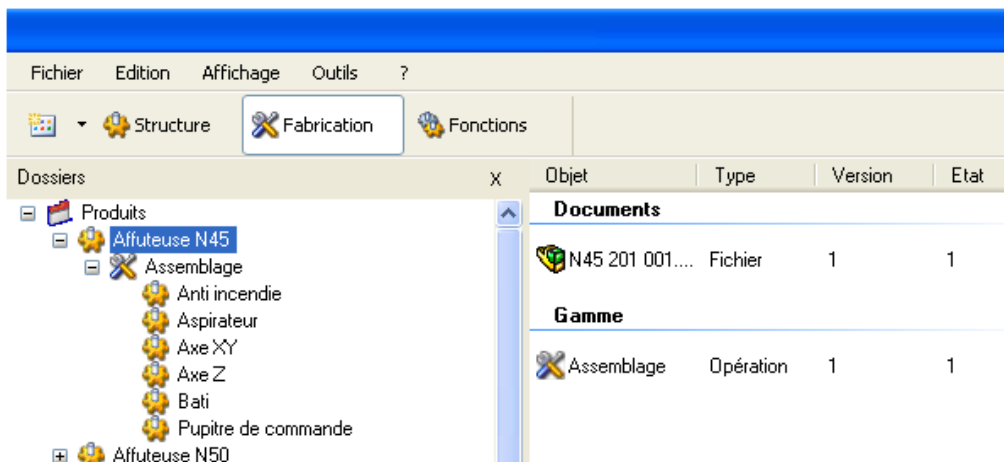 Fichier Edition Affichage Outils ?
Structure Fabrication Fonctions
Dossiers X
Produits
Affuteuse N45
Assemblage
Anti incendie
Aspirateur
Axe XY
Axe Z
Bati
Pupitre de commande
Affuteuse N50
Objet Type Version Etat
Documents
N45 201 001.... Fichier 1 1
Gamme
Assemblage Opération 1 1